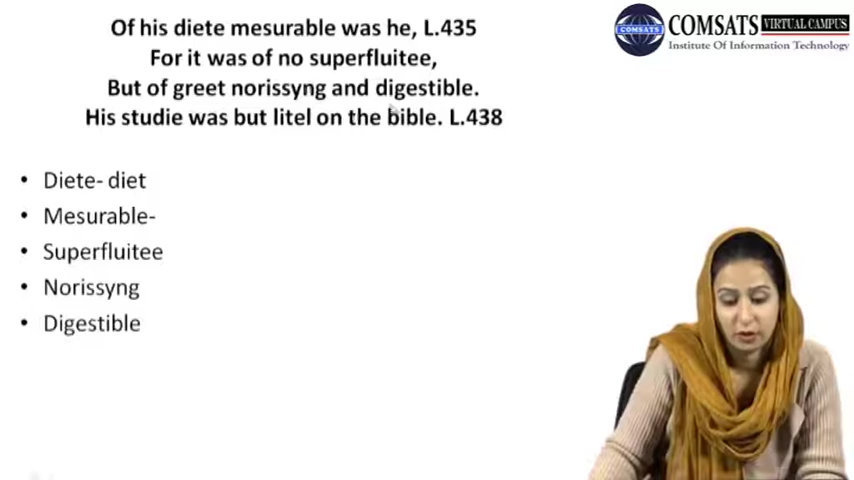 Of his diete mesurable was he, L.435
For it was of no superfluitee,
But of greet norissyng and digestible.
His studie was but litel on the bible. L.438
• Diete- diet
• Mesurable-
• Superfluitee
• Norissyng
• Digestible
COMSATS
COMSATS VIRTUAL CAMPUS
Institute Of Information Technology